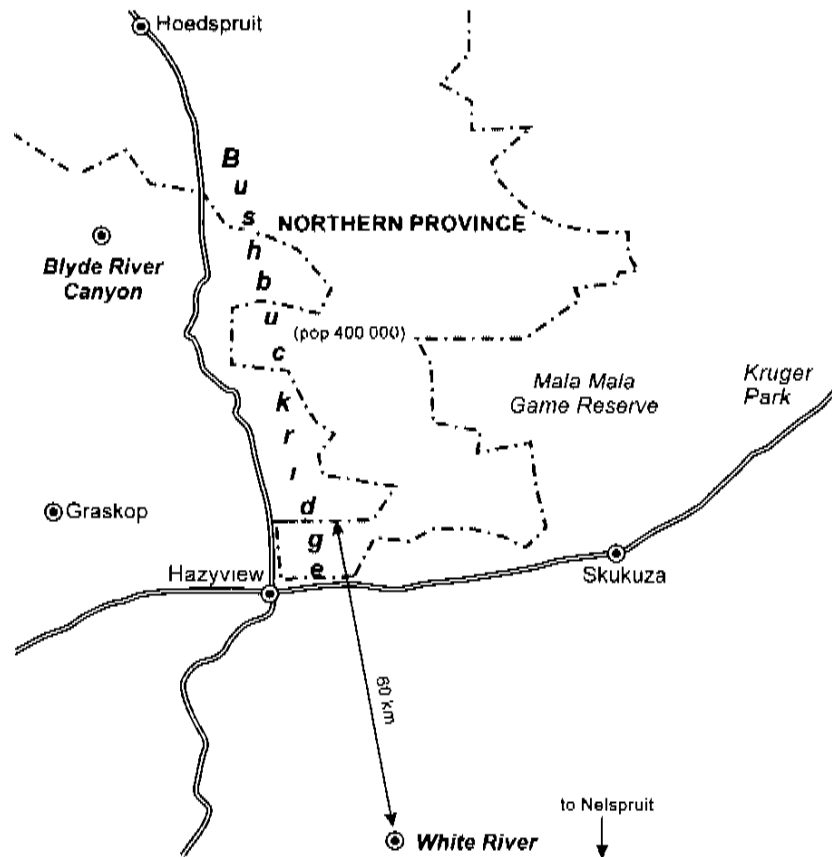 Hoedspruit
Bushbuckridge
NORTHERN PROVINCE
Blyde River
Canyon
(pop 400 000)
Mala Mala
Game Reserve
Kruger
Park
Graskop
Hazyview
Skukuza
60 km
to Nelspruit
White River